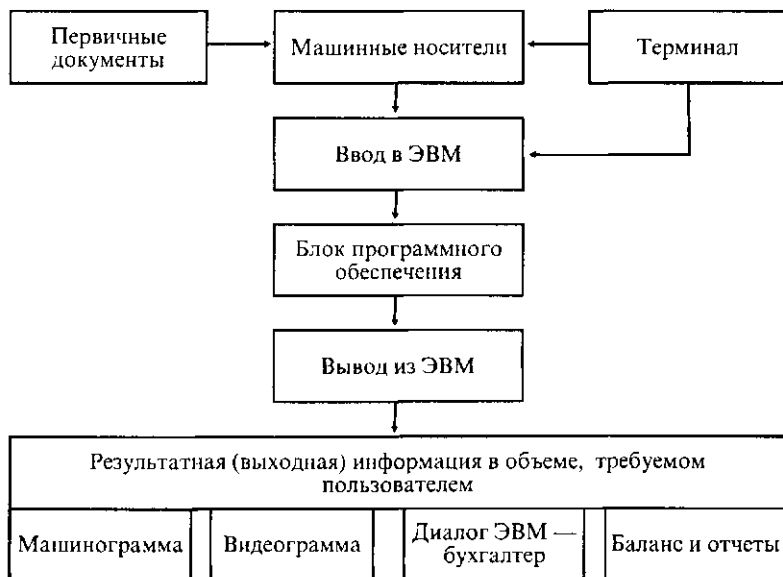 Первичные
документы
Машинные носители
Терминал
Ввод в ЭВМ
Блок программного
обеспечения
Вывод из ЭВМ
Результатная (выходная) информация в объеме, требуемом
пользователем
Машинограмма
Видеограмма
Диалог ЭВМ —
бухгалтер
Баланс и отчеты